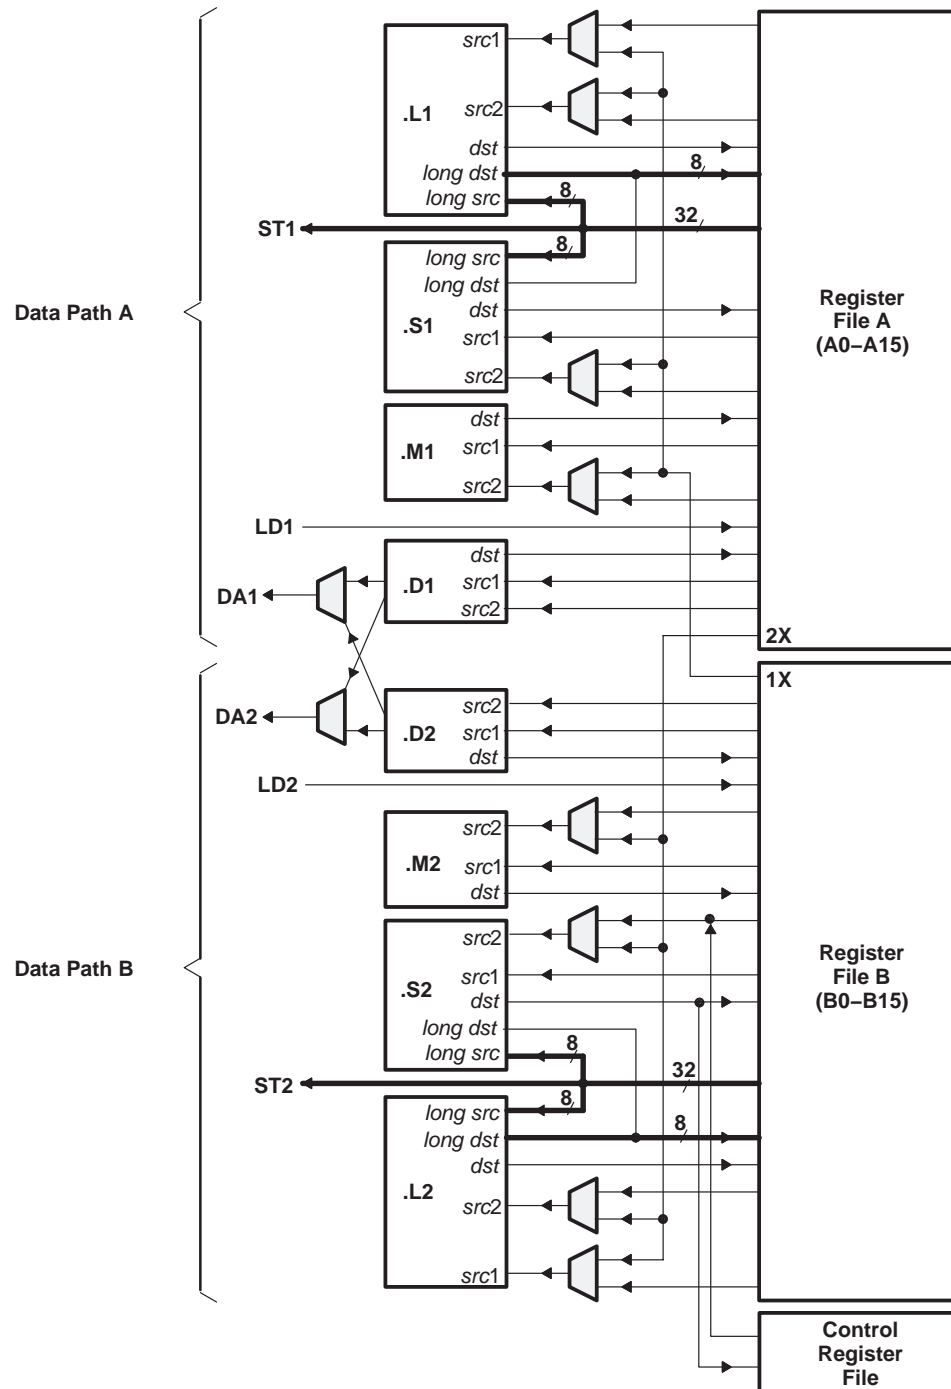 src1
.L1
src2
dst
long dst
8
long src
8
ST1
32
8
long src
long dst
Data Path A
dst
.S1
src1
src2
Register
File A
(A0–A15)
dst
.M1
src1
src2
LD1
dst
.D1
src1
DA1
src2
2X
1X
DA2
src2
.D2
src1
dst
LD2
src2
.M2
src1
dst
src2
Data Path B
src1
.S2
dst
long dst
8
long src
Register
File B
(B0–B15)
ST2
32
8
long src
8
long dst
dst
.L2
src2
src1
Control
Register
File